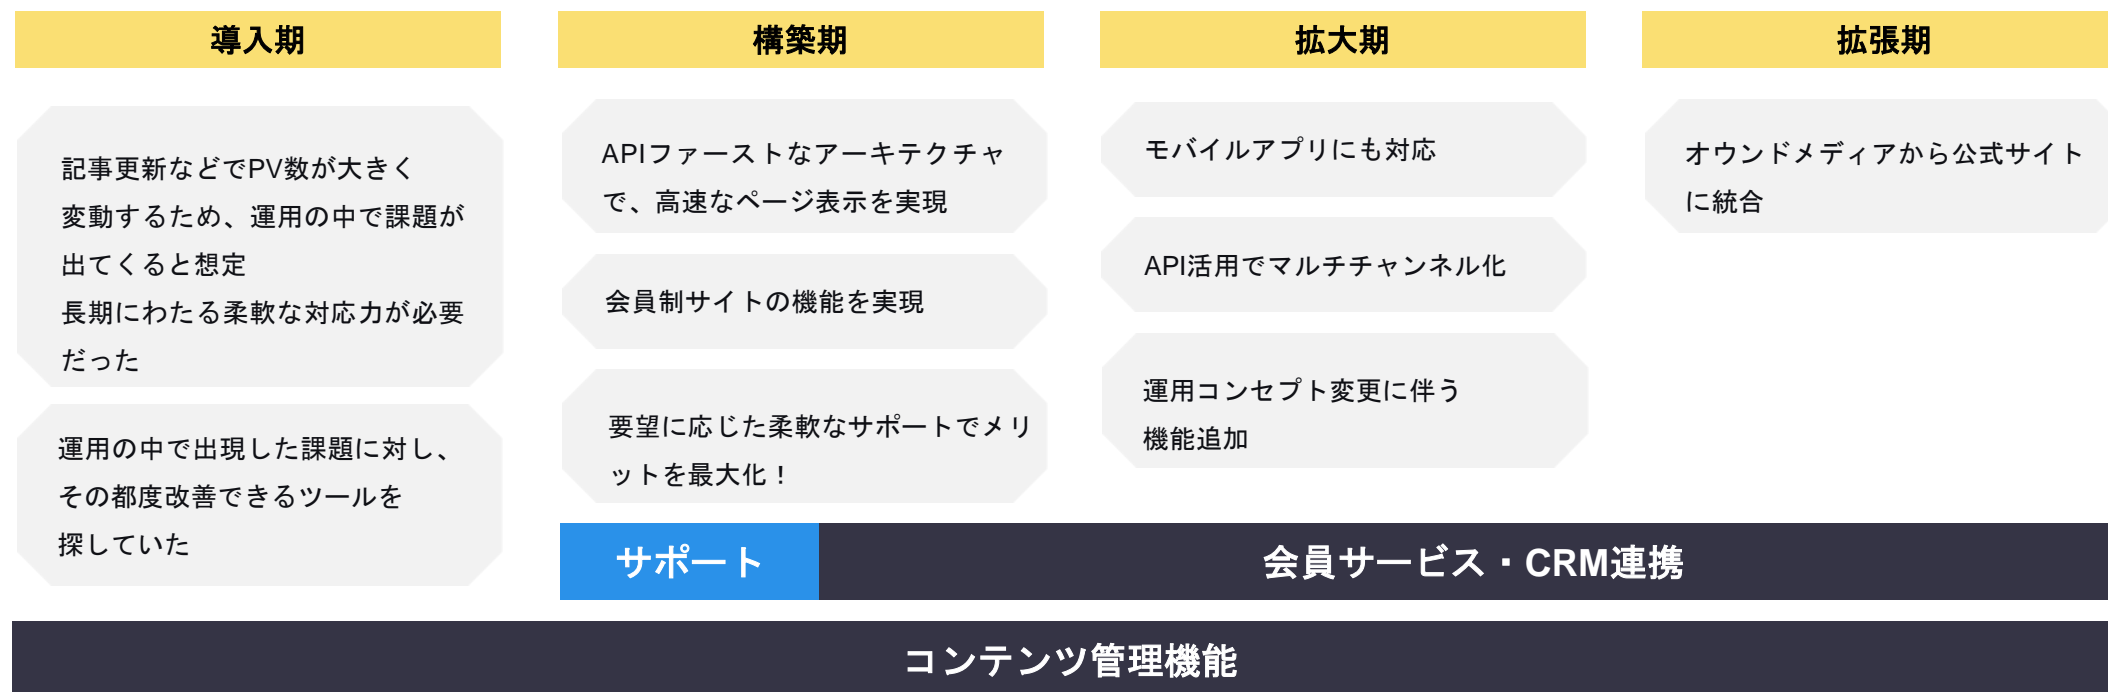 導入期
記事更新などでPV数が大きく
変動するため、運用の中で課題が
出てくると想定
長期にわたる柔軟な対応力が必要
だった
運用の中で出現した課題に対し、
その都度改善できるツールを
探していた
構築期
APIファーストなアーキテクチャ
で、高速なページ表示を実現
会員制サイトの機能を実現
要望に応じた柔軟なサポートでメリ
ットを最大化！
拡大期
モバイルアプリにも対応
API活用でマルチチャンネル化
運用コンセプト変更に伴う
機能追加
拡張期
オウンドメディアから公式サイト
に統合
サポート
会員サービス・CRM連携
コンテンツ管理機能